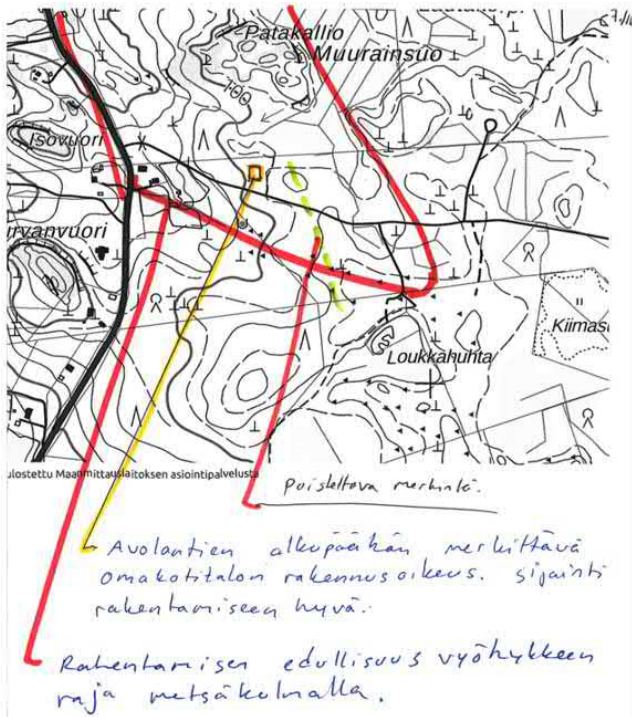 Patakallio
Muurainsuo
100
Isovuori
rvanvuori
Kiimas
Loukkahuhta
ulostettu Maanmittauslaitoksen asiointipalvelusta
Poistettava merkintä.
Avolantien alkupäähän merkittävä
omakotitalon rakennusoikeus. sijainti
rakentamiseen hyvä.
Rakentamisen edullisuus vyöhykkeen
raja metsäkulmalla.